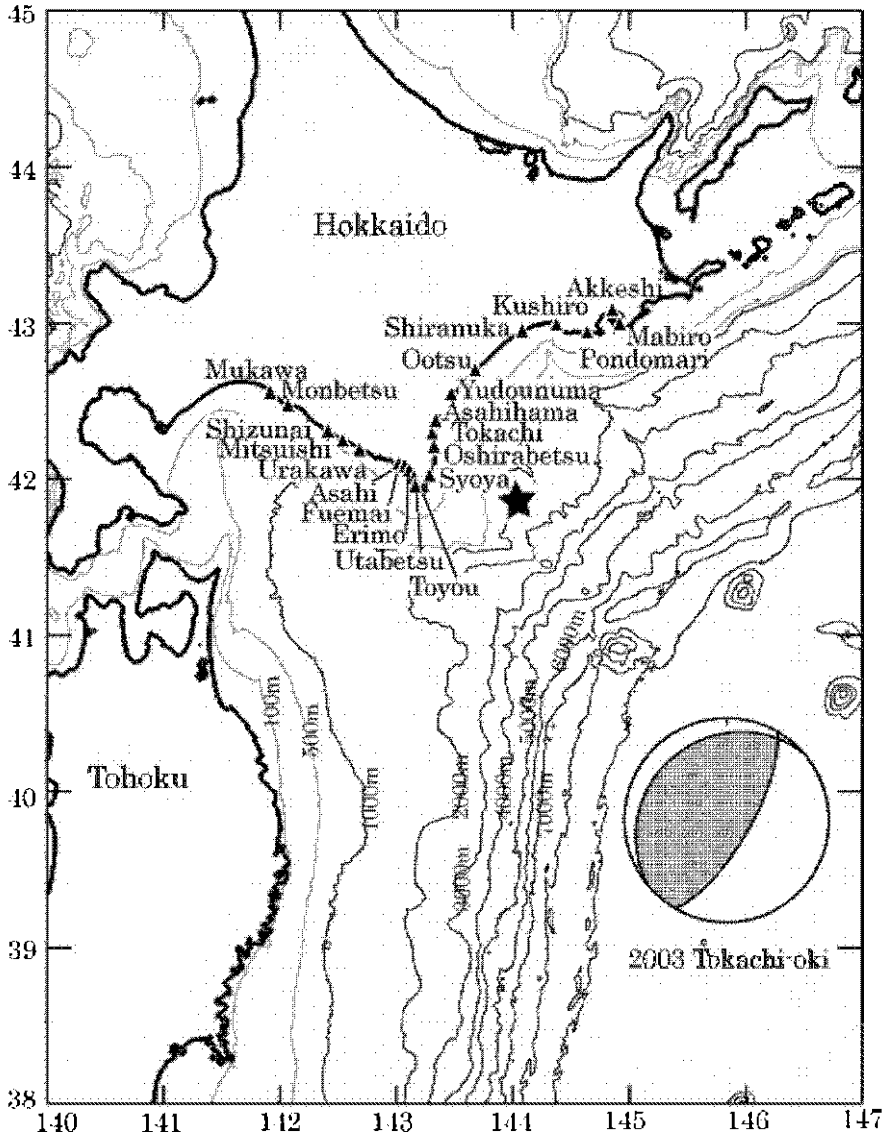 45
44
Hokkaido
Akkeshi
Kushiro
43
Shiranuka
Mabiro
Ootsu
Pondomari
Mukawa
Monbetsu
Yudounuma
Asahihama
Shizunai
Tokachi
Mitsuishi
Oshirabetsu
Urakawa
42
Syoya
Asahi
Fuemai
Erimo
Utabetsu
Toyou
41
100m
500m
1000m
2000m
3000m
4000m
5000m
6000m
7000m
Tohoku
40
39
2003 Tokachi-oki
38
140
141
142
143
144
145
146
147